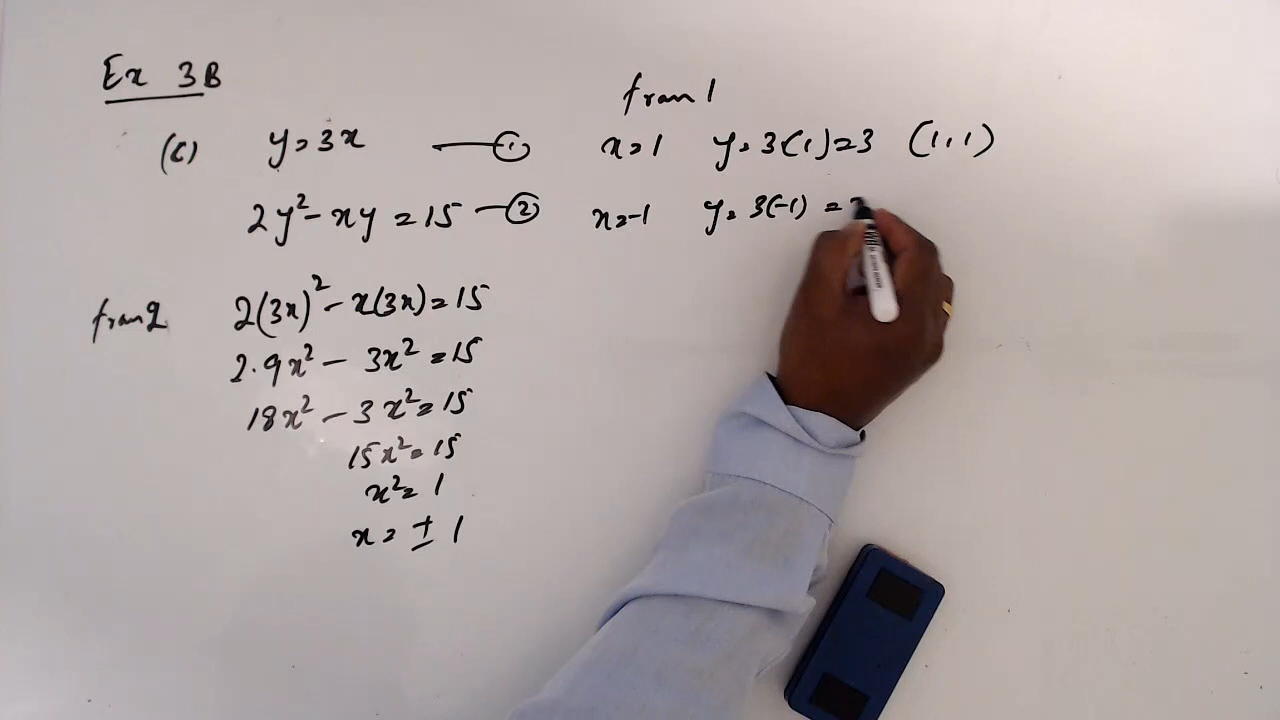 Ex 3B
(c) y=3x —①
2y²-xy=15 —②
from 2 2(3x)²-x(3x)=15
2.9x²-3x²=15
18x²-3x²=15
15x²=15
x²=1
x=±1
from 1
x=1 y=3(1)=3 (1,1)
x=-1 y=3(-1)=